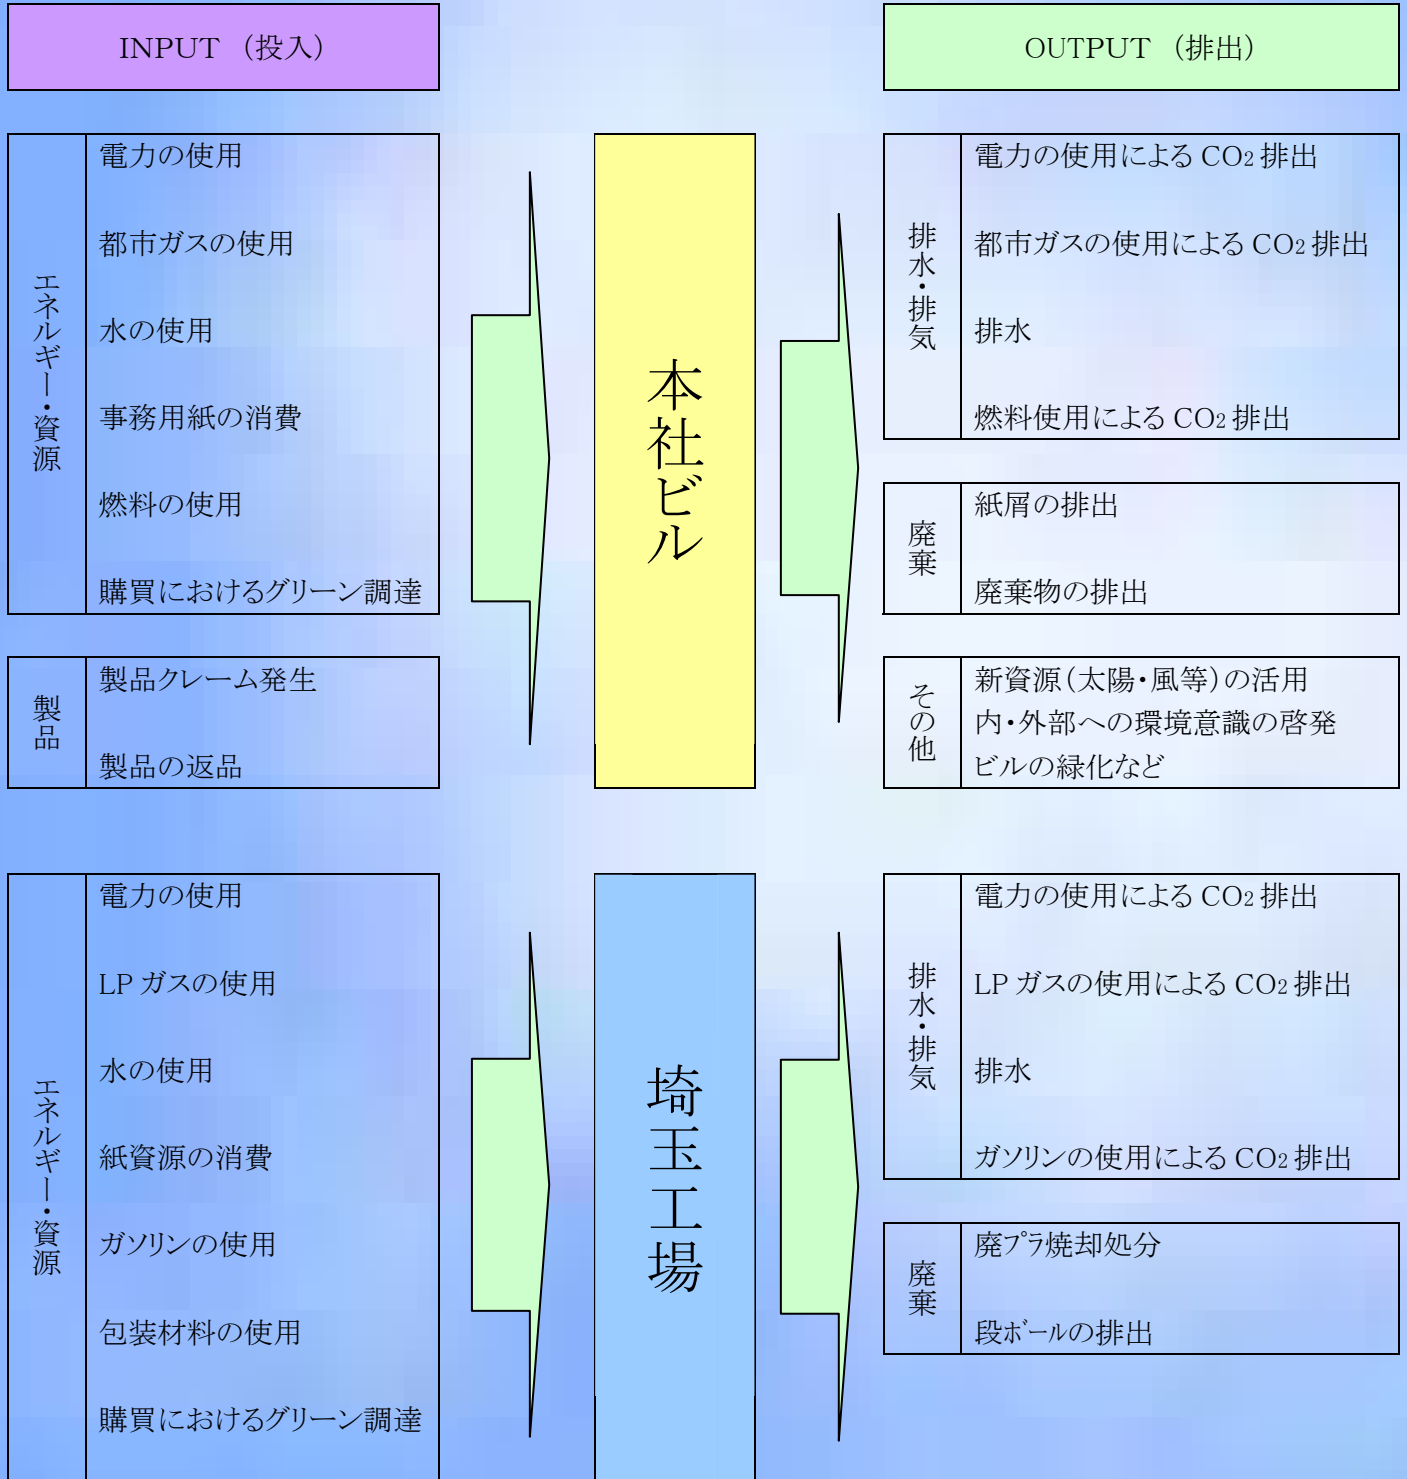 INPUT （投入）
OUTPUT （排出）
エネルギー・資源
電力の使用
都市ガスの使用
水の使用
事務用紙の消費
燃料の使用
購買におけるグリーン調達
製品
製品クレーム発生
製品の返品
本社ビル
排水・排気
電力の使用による CO2 排出
都市ガスの使用による CO2 排出
排水
燃料使用による CO2 排出
廃棄
紙屑の排出
廃棄物の排出
その他
新資源（太陽・風等）の活用
内・外部への環境意識の啓発
ビルの緑化など
エネルギー・資源
電力の使用
LP ガスの使用
水の使用
紙資源の消費
ガソリンの使用
包装材料の使用
購買におけるグリーン調達
埼玉工場
排水・排気
電力の使用による CO2 排出
LP ガスの使用による CO2 排出
排水
ガソリンの使用による CO2 排出
廃棄
廃プラ焼却処分
段ボールの排出